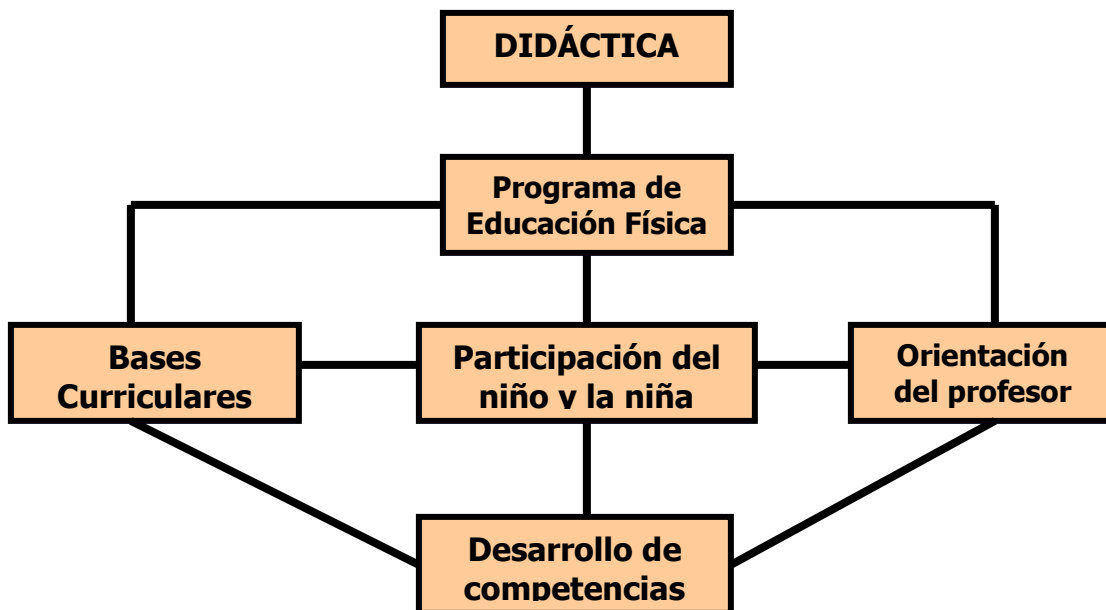 DIDÁCTICA
Programa de
Educación Física
Bases
Curriculares
Participación del
niño y la niña
Orientación
del profesor
Desarrollo de
competencias